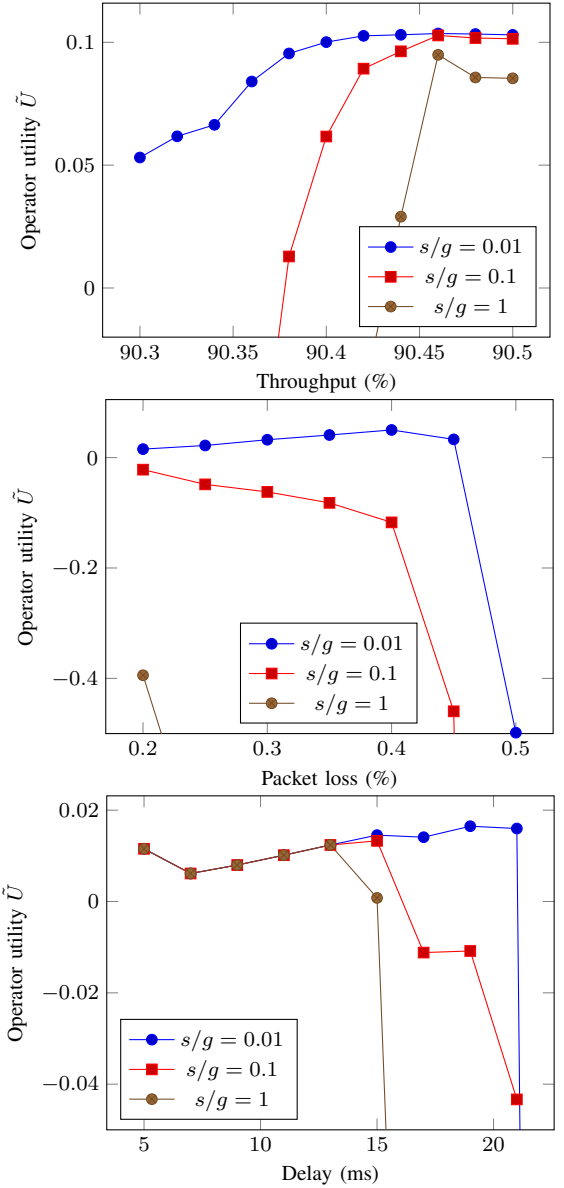 0.1
0.05
0
Operator utility Ũ
s/g = 0.01
s/g = 0.1
s/g = 1
90.3 90.35 90.4 90.45 90.5
Throughput (%)
0
−0.2
−0.4
Operator utility Ũ
s/g = 0.01
s/g = 0.1
s/g = 1
0.2 0.3 0.4 0.5
Packet loss (%)
0.02
0
−0.02
−0.04
Operator utility Ũ
s/g = 0.01
s/g = 0.1
s/g = 1
5 10 15 20
Delay (ms)